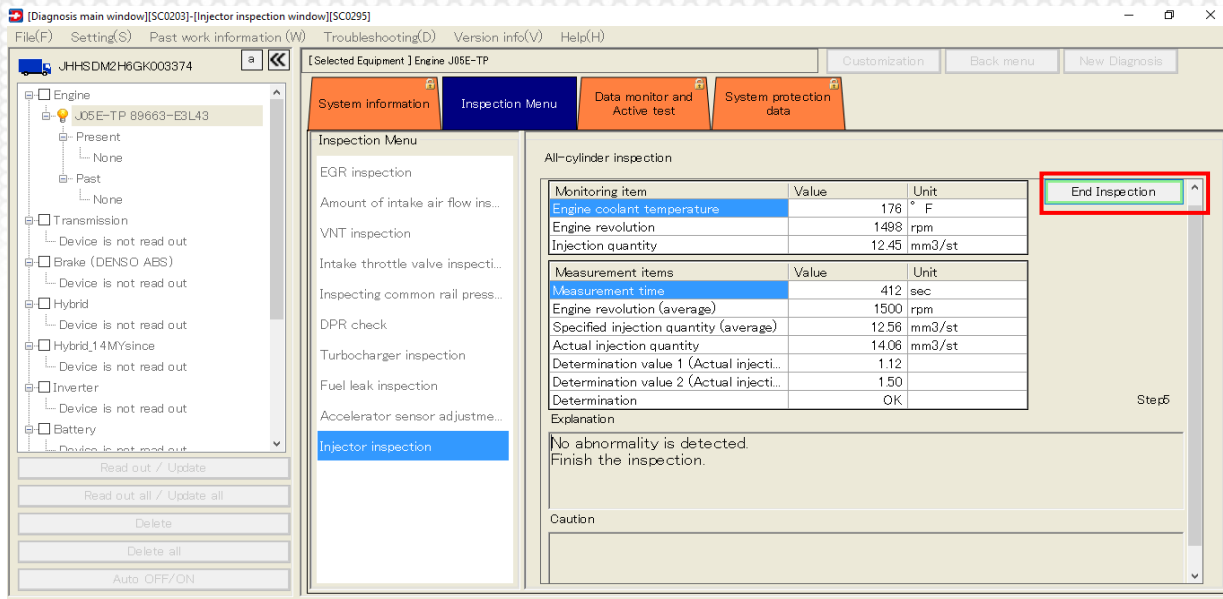 [Diagnosis main window][SC0203]-[Injector inspection window][SC0295]
File(F) Setting(S) Past work information (W) Troubleshooting(D) Version info(V) Help(H)
JHHSDM2H6GK003374 a
Engine
J05E-TP 89663-E3L43
Present
None
Past
None
Transmission
Device is not read out
Brake (DENSO ABS)
Device is not read out
Hybrid
Device is not read out
Hybrid_14MYsince
Device is not read out
Inverter
Device is not read out
Battery
Device is not read out
Read out / Update
Read out all / Update all
Delete
Delete all
Auto OFF/ON
[Selected Equipment ] Engine J05E-TP
Customization Back menu New Diagnosis
System information
Inspection Menu
Data monitor and
Active test
System protection
data
Inspection Menu
EGR inspection
Amount of intake air flow ins...
VNT inspection
Intake throttle valve inspecti...
Inspecting common rail press...
DPR check
Turbocharger inspection
Fuel leak inspection
Accelerator sensor adjustme...
Injector inspection
All-cylinder inspection
Monitoring item Value Unit
Engine coolant temperature 176 ° F
Engine revolution 1498 rpm
Injection quantity 12.45 mm3/st
End Inspection
Measurement items Value Unit
Measurement time 412 sec
Engine revolution (average) 1500 rpm
Specified injection quantity (average) 12.56 mm3/st
Actual injection quantity 14.06 mm3/st
Determination value 1 (Actual injecti... 1.12
Determination value 2 (Actual injecti... 1.50
Determination OK
Step5
Explanation
No abnormality is detected.
Finish the inspection.
Caution